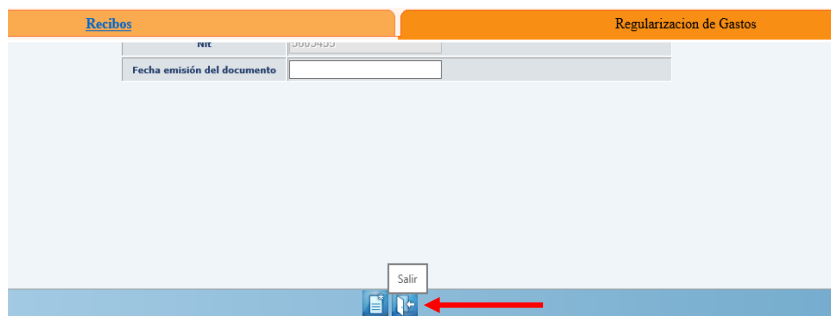 Recibos
Regularizacion de Gastos
Nit
Fecha emisión del documento
Salir